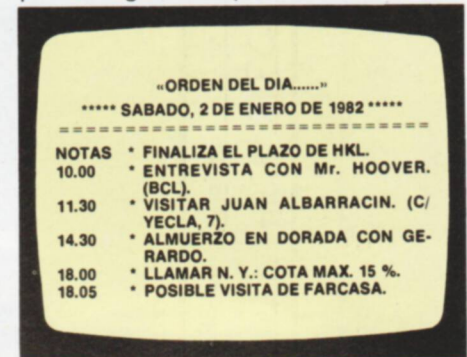 «ORDEN DEL DIA......»
***** SABADO, 2 DE ENERO DE 1982 *****
==============================
NOTAS * FINALIZA EL PLAZO DE HKL.
10.00 * ENTREVISTA CON Mr. HOOVER.
(BCL).
11.30 * VISITAR JUAN ALBARRACIN. (C/
YECLA, 7).
14.30 * ALMUERZO EN DORADA CON GE-
RARDO.
18.00 * LLAMAR N. Y.: COTA MAX. 15 %.
18.05 * POSIBLE VISITA DE FARCASA.